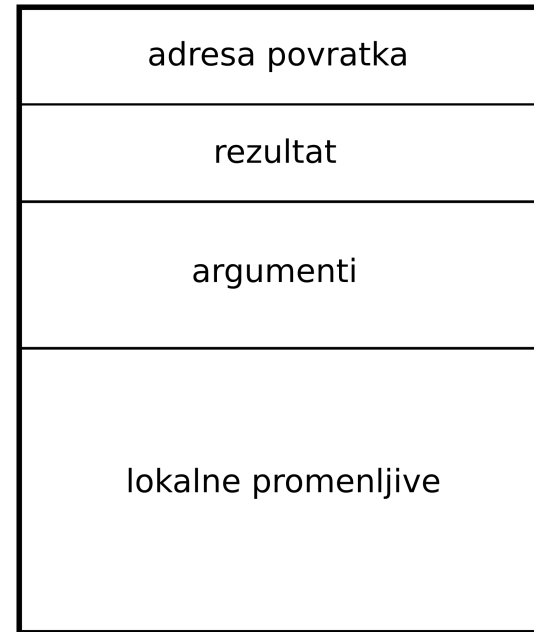 adresa povratka
rezultat
argumenti
lokalne promenljive